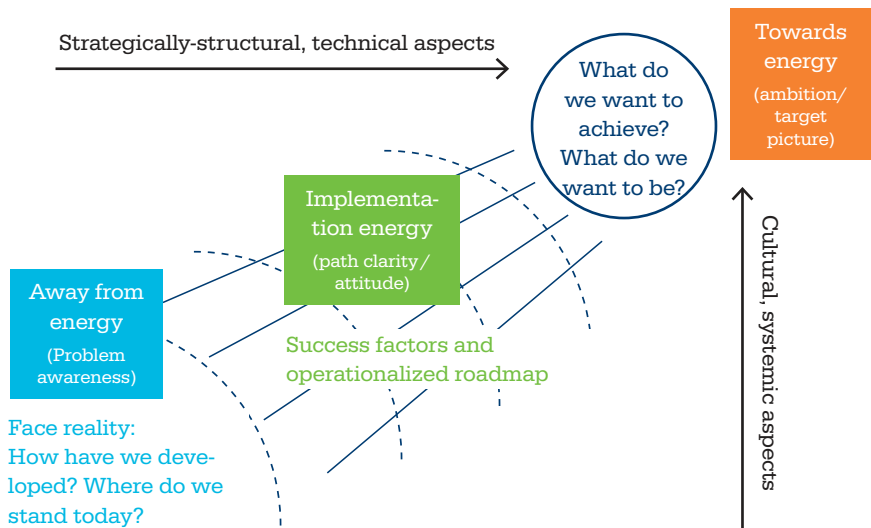 Strategically-structural, technical aspects
What do
we want to
achieve?
What do we
want to be?
Towards
energy
(ambition/
target
picture)
Implementa-
tion energy
(path clarity/
attitude)
Away from
energy
(Problem
awareness)
Success factors and
operationalized roadmap
Face reality:
How have we deve-
loped? Where do we
stand today?
Cultural, systemic aspects